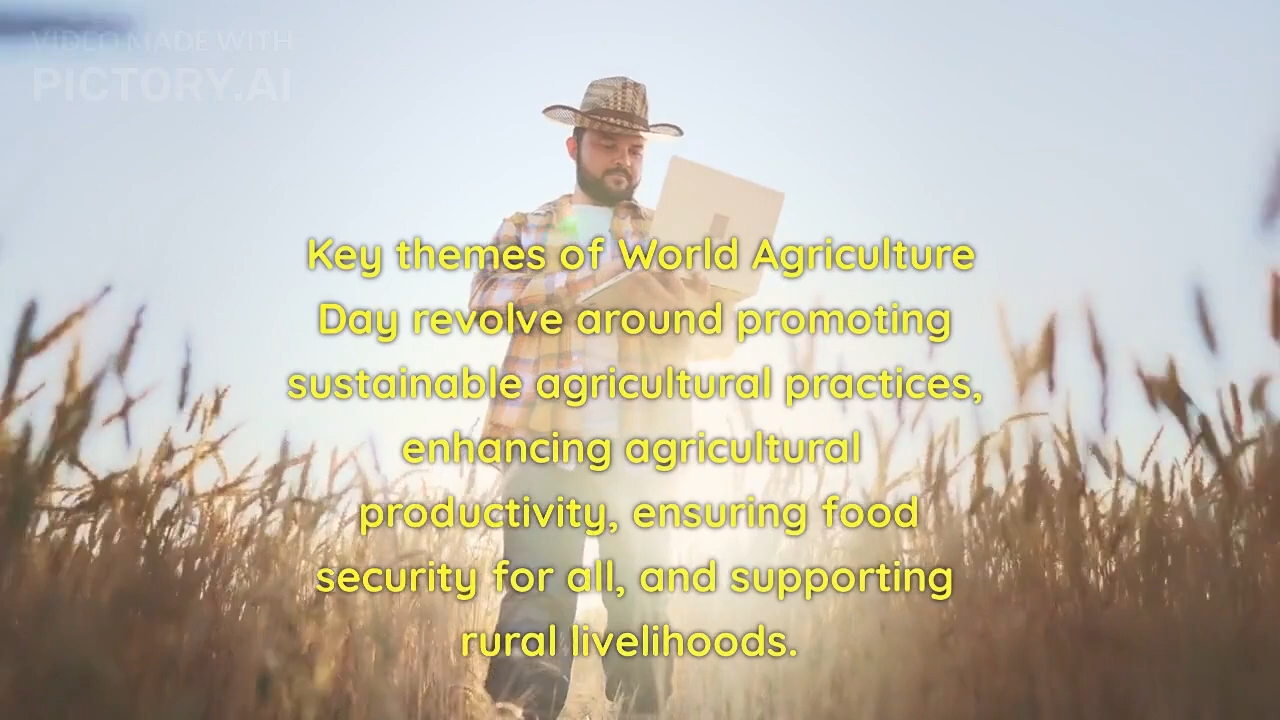 VIDEO MADE WITH
PICTORY.AI
Key themes of World Agriculture
Day revolve around promoting
sustainable agricultural practices,
enhancing agricultural
productivity, ensuring food
security for all, and supporting
rural livelihoods.